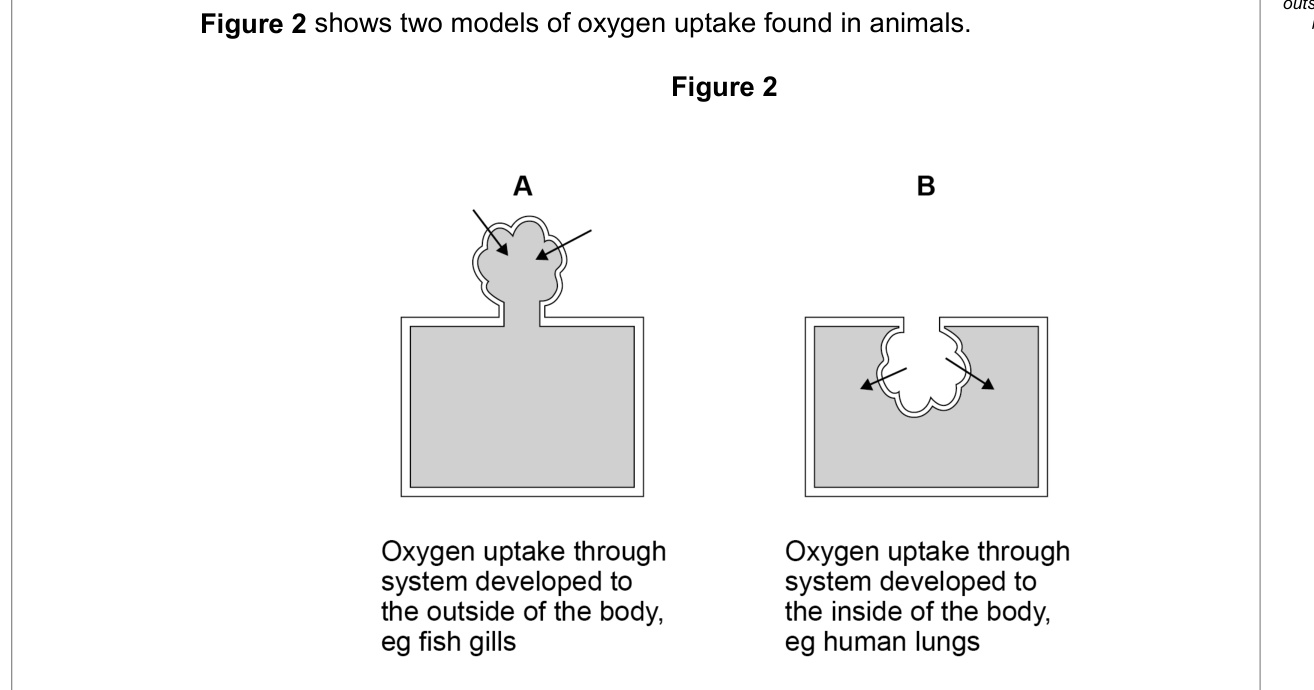 outs
Figure 2 shows two models of oxygen uptake found in animals.
Figure 2
A
B
Oxygen uptake through
system developed to
the outside of the body,
eg fish gills
Oxygen uptake through
system developed to
the inside of the body,
eg human lungs